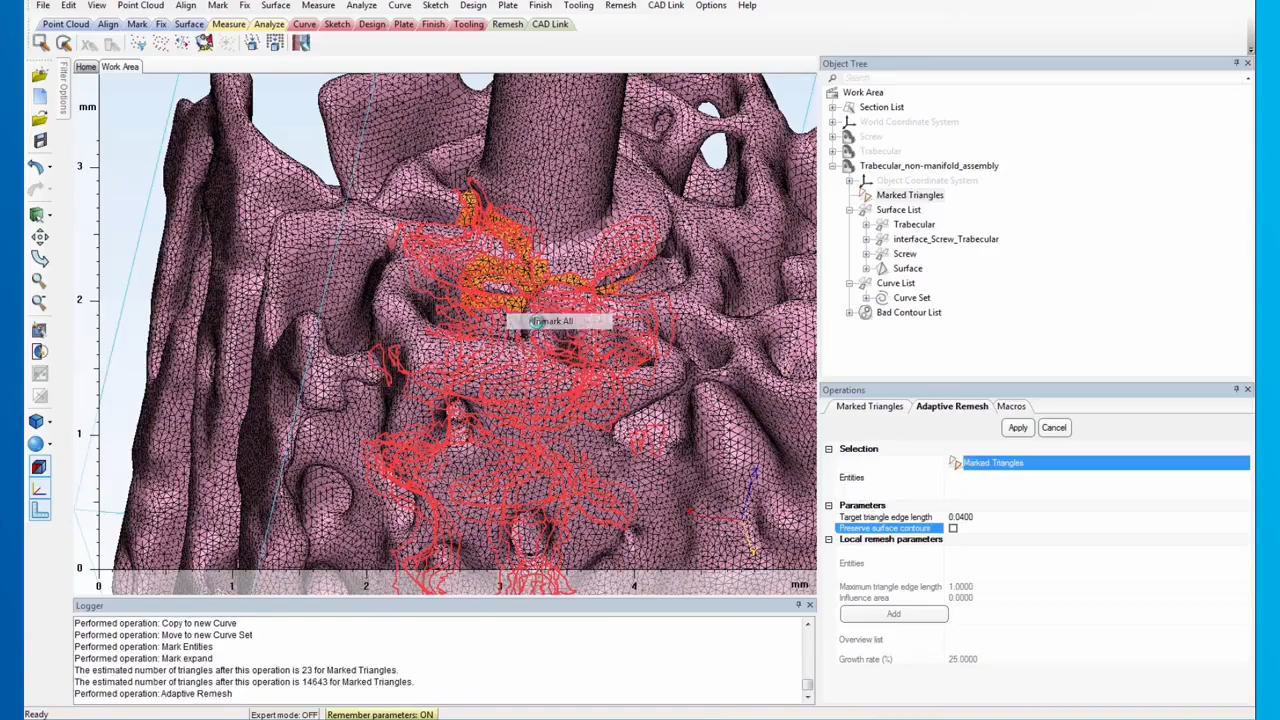 File Edit View Point Cloud Align Mark Fix Surface Measure Analyze Curve Sketch Design Plate Finish Tooling Remesh CAD Link Options Help
Point Cloud Align Mark Fix Surface Measure Analyze Curve Sketch Design Plate Finish Tooling Remesh CAD Link
Home Work Area
Filter Options
mm
3
2
1
0
0 1 2 3 4 5
mm
Unmark All
Object Tree
Search
Work Area
Section List
World Coordinate System
Screw
Trabecular
Trabecular_non-manifold_assembly
Object Coordinate System
Marked Triangles
Surface List
Trabecular
interface_Screw_Trabecular
Screw
Surface
Curve List
Curve Set
Bad Contour List
Operations
Marked Triangles Adaptive Remesh Macros
Apply Cancel
Selection
Marked Triangles
Entities
Parameters
Target triangle edge length 0.0400
Preserve surface contours
Local remesh parameters
Entities
Maximum triangle edge length 1.0000
Influence area 0.0000
Add
Overview list
Growth rate (%) 25.0000
Logger
Performed operation: Copy to new Curve
Performed operation: Move to new Curve Set
Performed operation: Mark Entities
Performed operation: Mark expand
The estimated number of triangles after this operation is 23 for Marked Triangles.
The estimated number of triangles after this operation is 14643 for Marked Triangles.
Performed operation: Adaptive Remesh
Ready Expert mode: OFF Remember parameters: ON